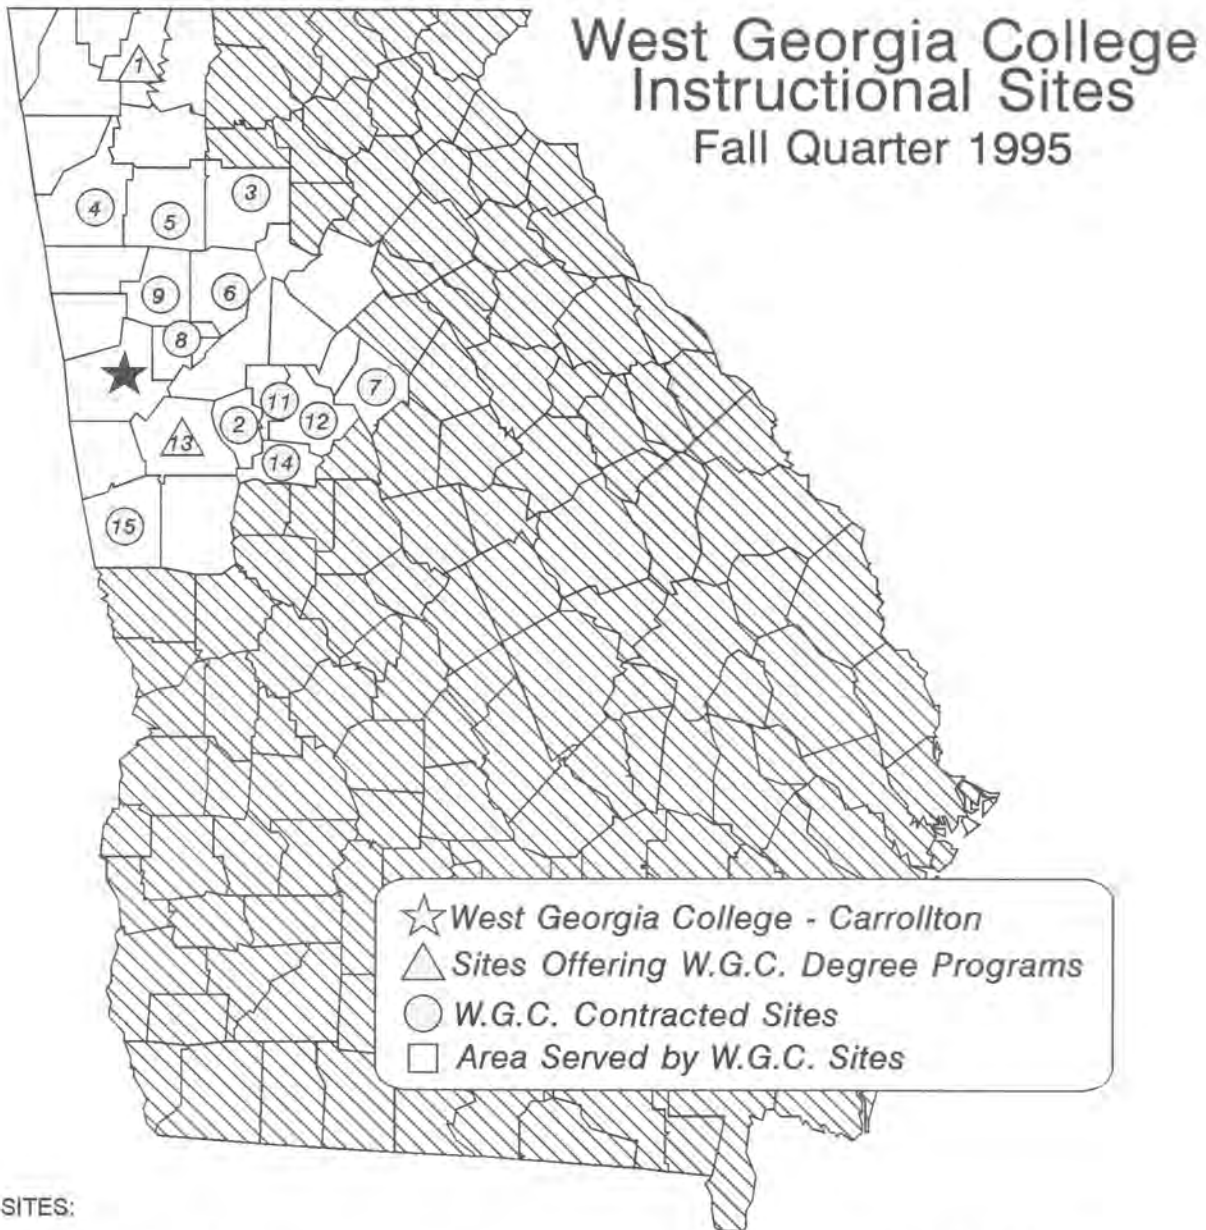 West Georgia College
Instructional Sites
Fall Quarter 1995
1
3
4
5
9
6
8
7
11
2
12
13
14
15
West Georgia College - Carrollton
Sites Offering W.G.C. Degree Programs
W.G.C. Contracted Sites
Area Served by W.G.C. Sites
SITES: